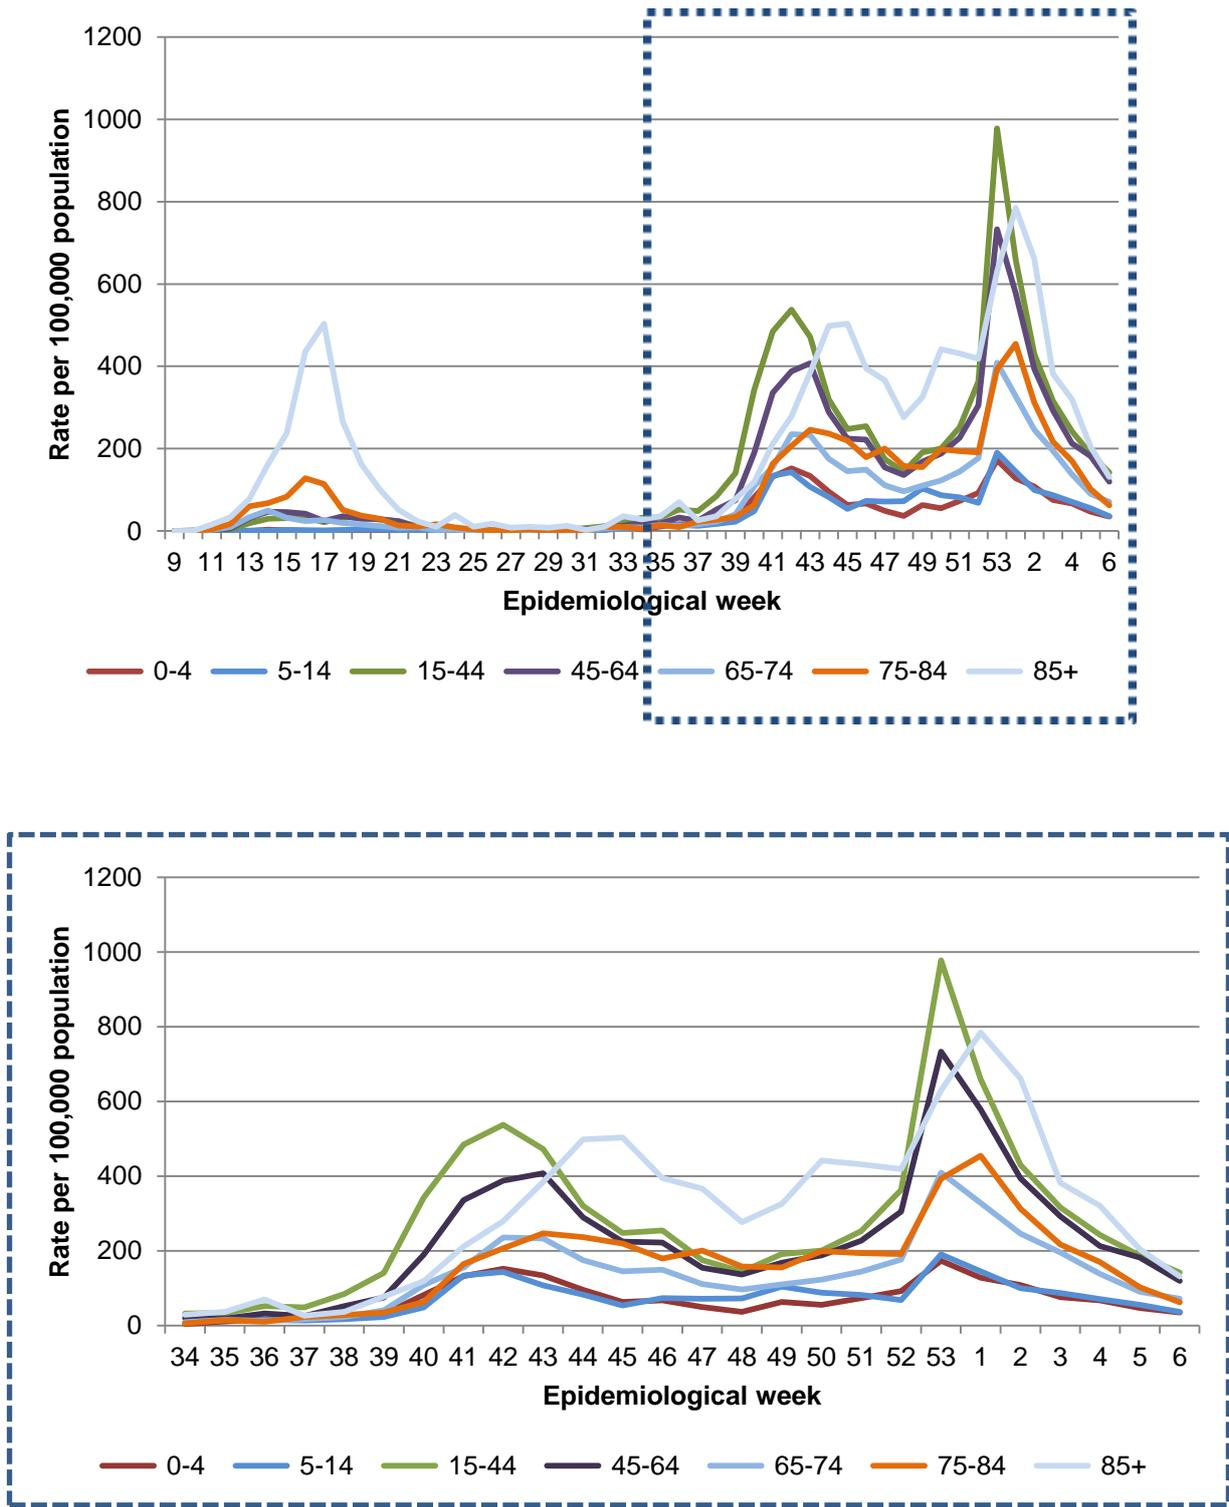 1200
1000
800
600
400
200
0
Rate per 100,000 population
9 11 13 15 17 19 21 23 25 27 29 31 33 35 37 39 41 43 45 47 49 51 53 2 4 6
Epidemiological week
0-4 5-14 15-44 45-64 65-74 75-84 85+
1200
1000
800
600
400
200
0
Rate per 100,000 population
34 35 36 37 38 39 40 41 42 43 44 45 46 47 48 49 50 51 52 53 1 2 3 4 5 6
Epidemiological week
0-4 5-14 15-44 45-64 65-74 75-84 85+